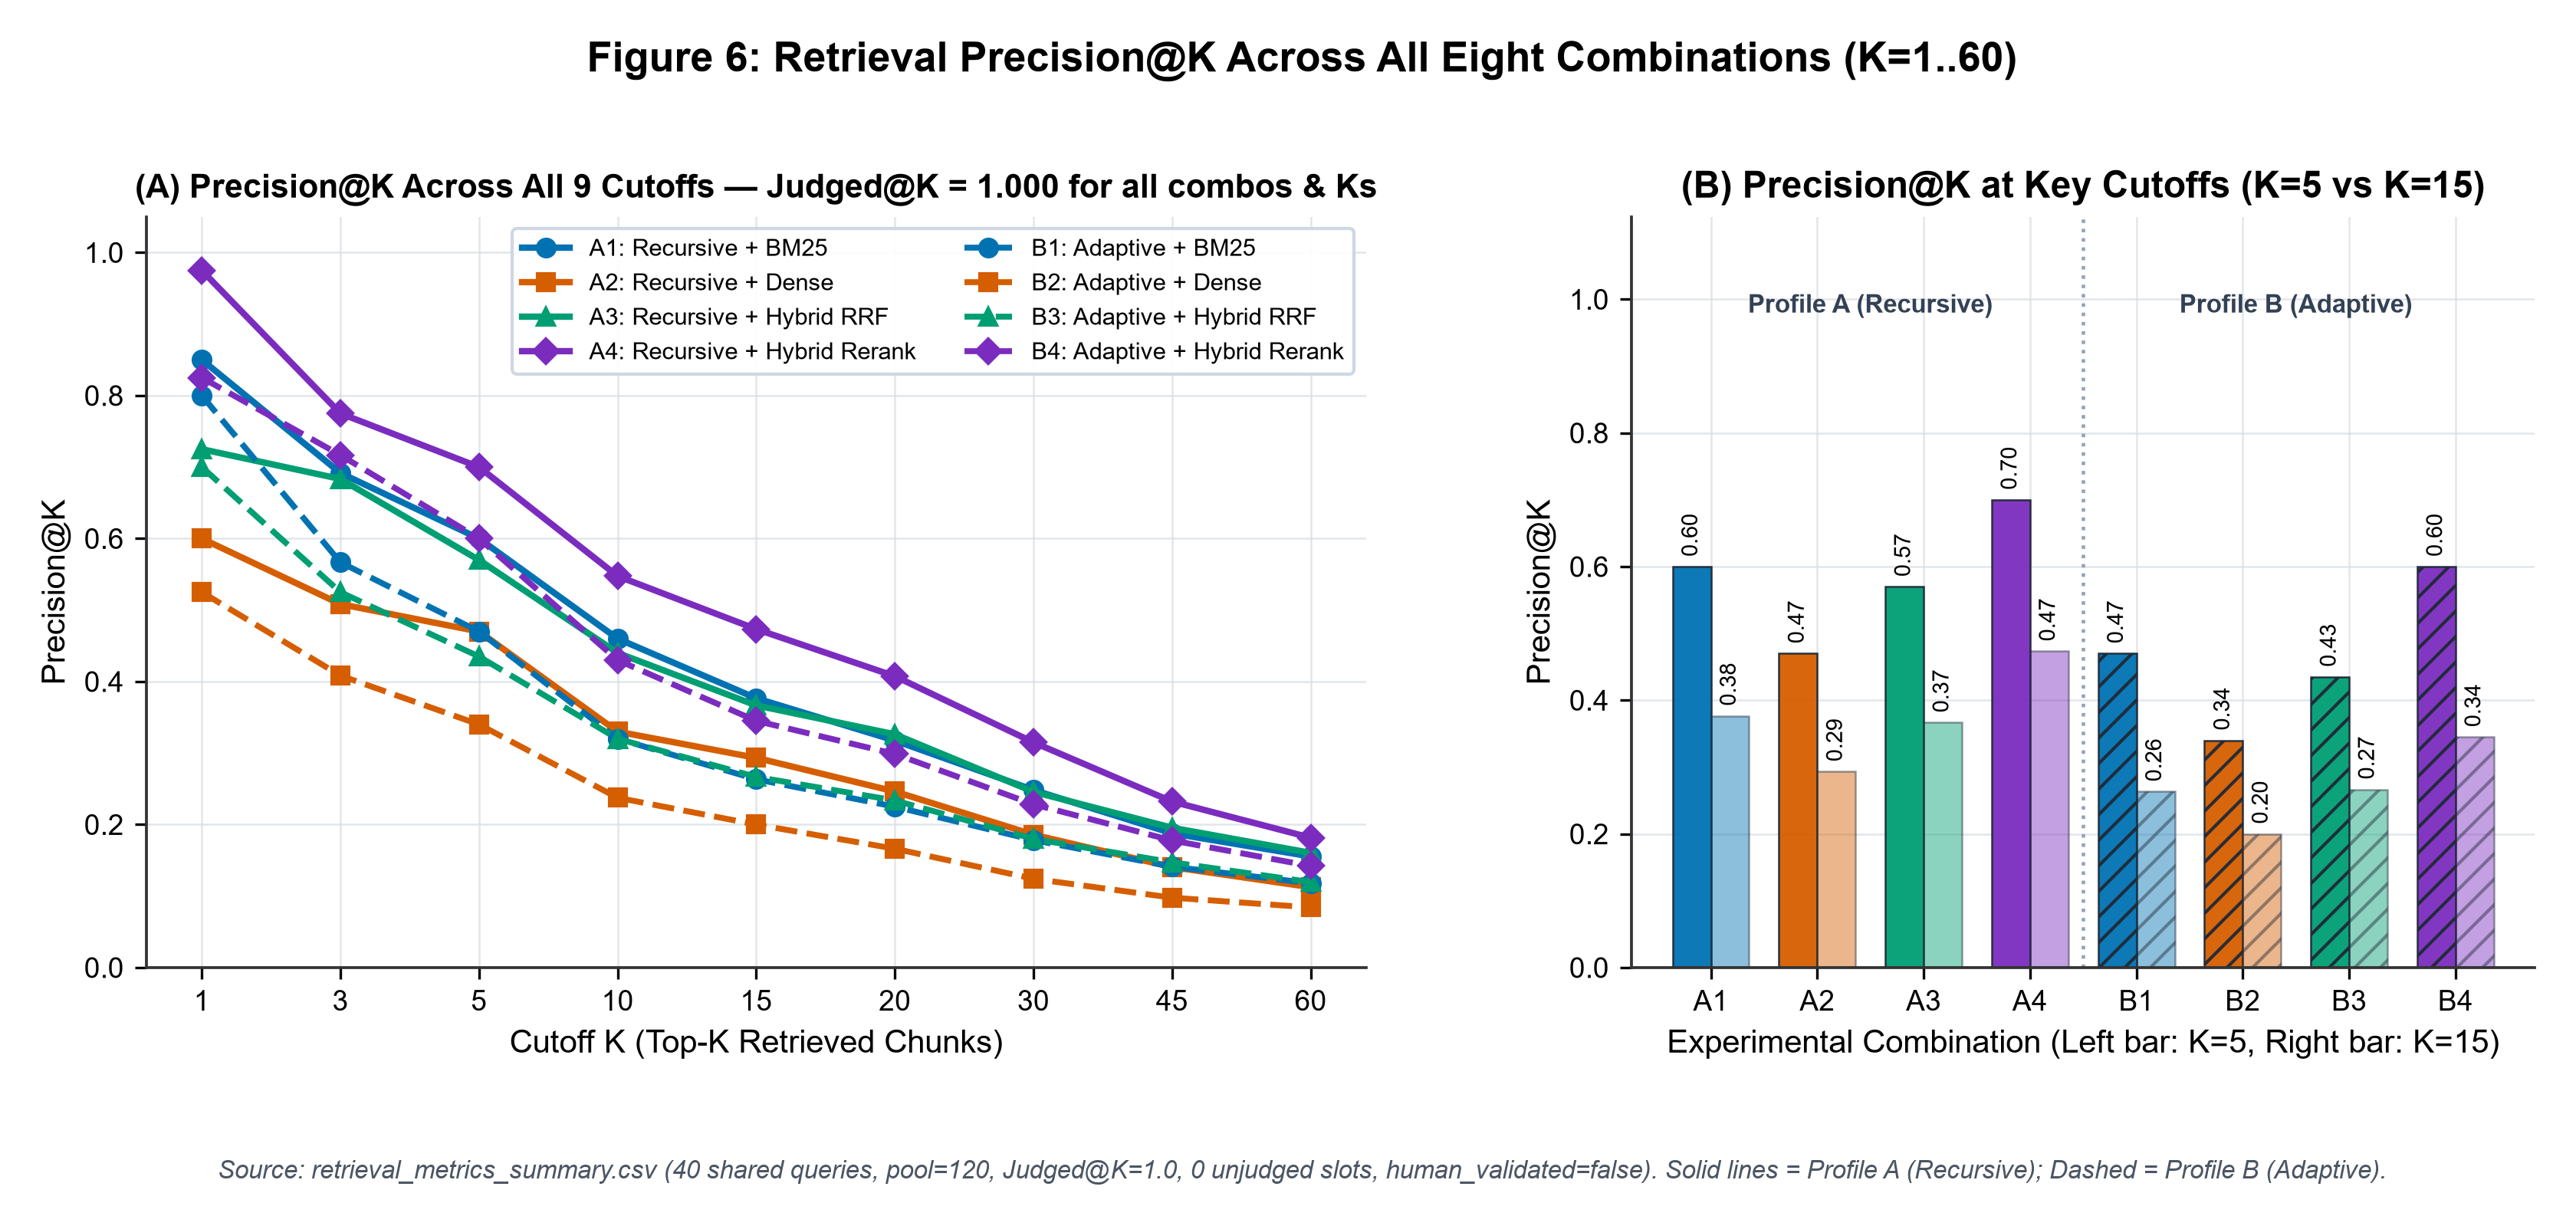 Figure 6: Retrieval Precision@K Across All Eight Combinations (K=1..60)
(A) Precision@K Across All 9 Cutoffs — Judged@K = 1.000 for all combos & Ks
Precision@K
1.0
0.8
0.6
0.4
0.2
0.0
A1: Recursive + BM25
A2: Recursive + Dense
A3: Recursive + Hybrid RRF
A4: Recursive + Hybrid Rerank
B1: Adaptive + BM25
B2: Adaptive + Dense
B3: Adaptive + Hybrid RRF
B4: Adaptive + Hybrid Rerank
1 3 5 10 15 20 30 45 60
Cutoff K (Top-K Retrieved Chunks)
(B) Precision@K at Key Cutoffs (K=5 vs K=15)
Precision@K
1.0
0.8
0.6
0.4
0.2
0.0
Profile A (Recursive)
Profile B (Adaptive)
0.60
0.38
0.47
0.29
0.57
0.37
0.70
0.47
0.47
0.26
0.34
0.20
0.43
0.27
0.60
0.34
A1 A2 A3 A4 B1 B2 B3 B4
Experimental Combination (Left bar: K=5, Right bar: K=15)
Source: retrieval_metrics_summary.csv (40 shared queries, pool=120, Judged@K=1.0, 0 unjudged slots, human_validated=false). Solid lines = Profile A (Recursive); Dashed = Profile B (Adaptive).